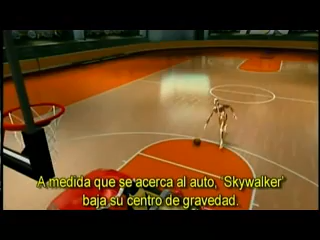 A medida que se acerca al auto, 'Skywalker'
baja su centro de gravedad.